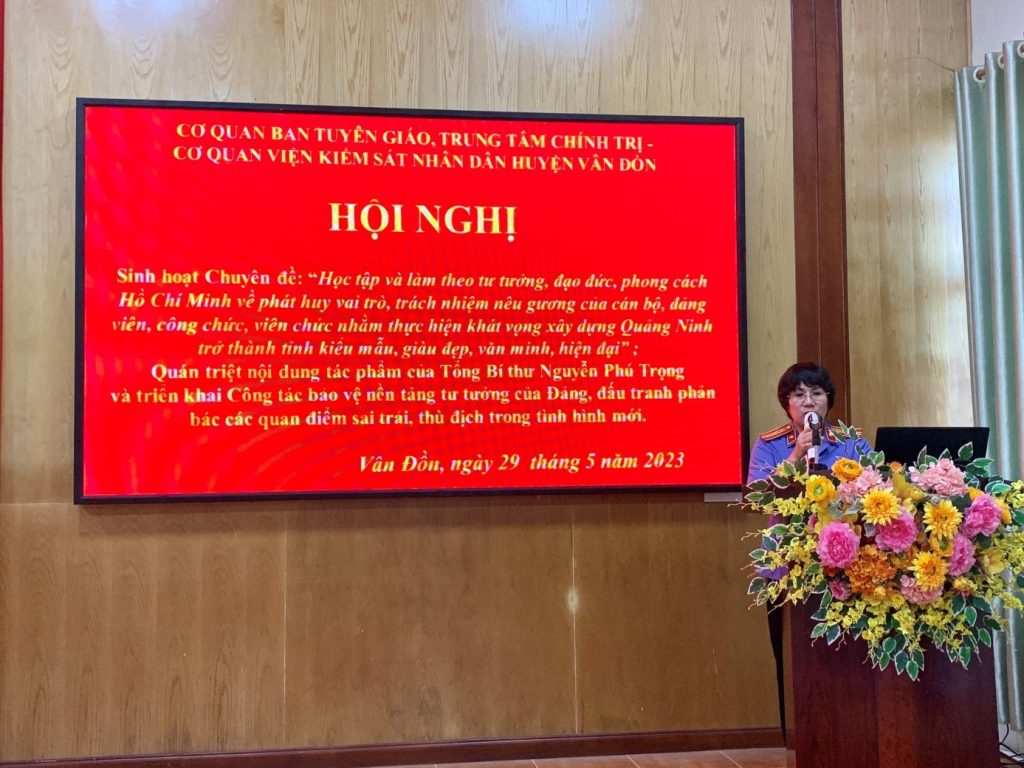 CƠ QUAN BAN TUYÊN GIÁO, TRUNG TÂM CHÍNH TRỊ -
CƠ QUAN VIỆN KIỂM SÁT NHÂN DÂN HUYỆN VÂN ĐỒN
HỘI NGHỊ
Sinh hoạt Chuyên đề: “Học tập và làm theo tư tưởng, đạo đức, phong cách
Hồ Chí Minh về phát huy vai trò, trách nhiệm nêu gương của cán bộ, đảng
viên, công chức, viên chức nhằm thực hiện khát vọng xây dựng Quảng Ninh
trở thành tỉnh kiểu mẫu, giàu đẹp, văn minh, hiện đại” ;
Quán triệt nội dung tác phẩm của Tổng Bí thư Nguyễn Phú Trọng
và triển khai Công tác bảo vệ nền tảng tư tưởng của Đảng, đấu tranh phản
bác các quan điểm sai trái, thù địch trong tình hình mới.
Vân Đồn, ngày 29 tháng 5 năm 2023